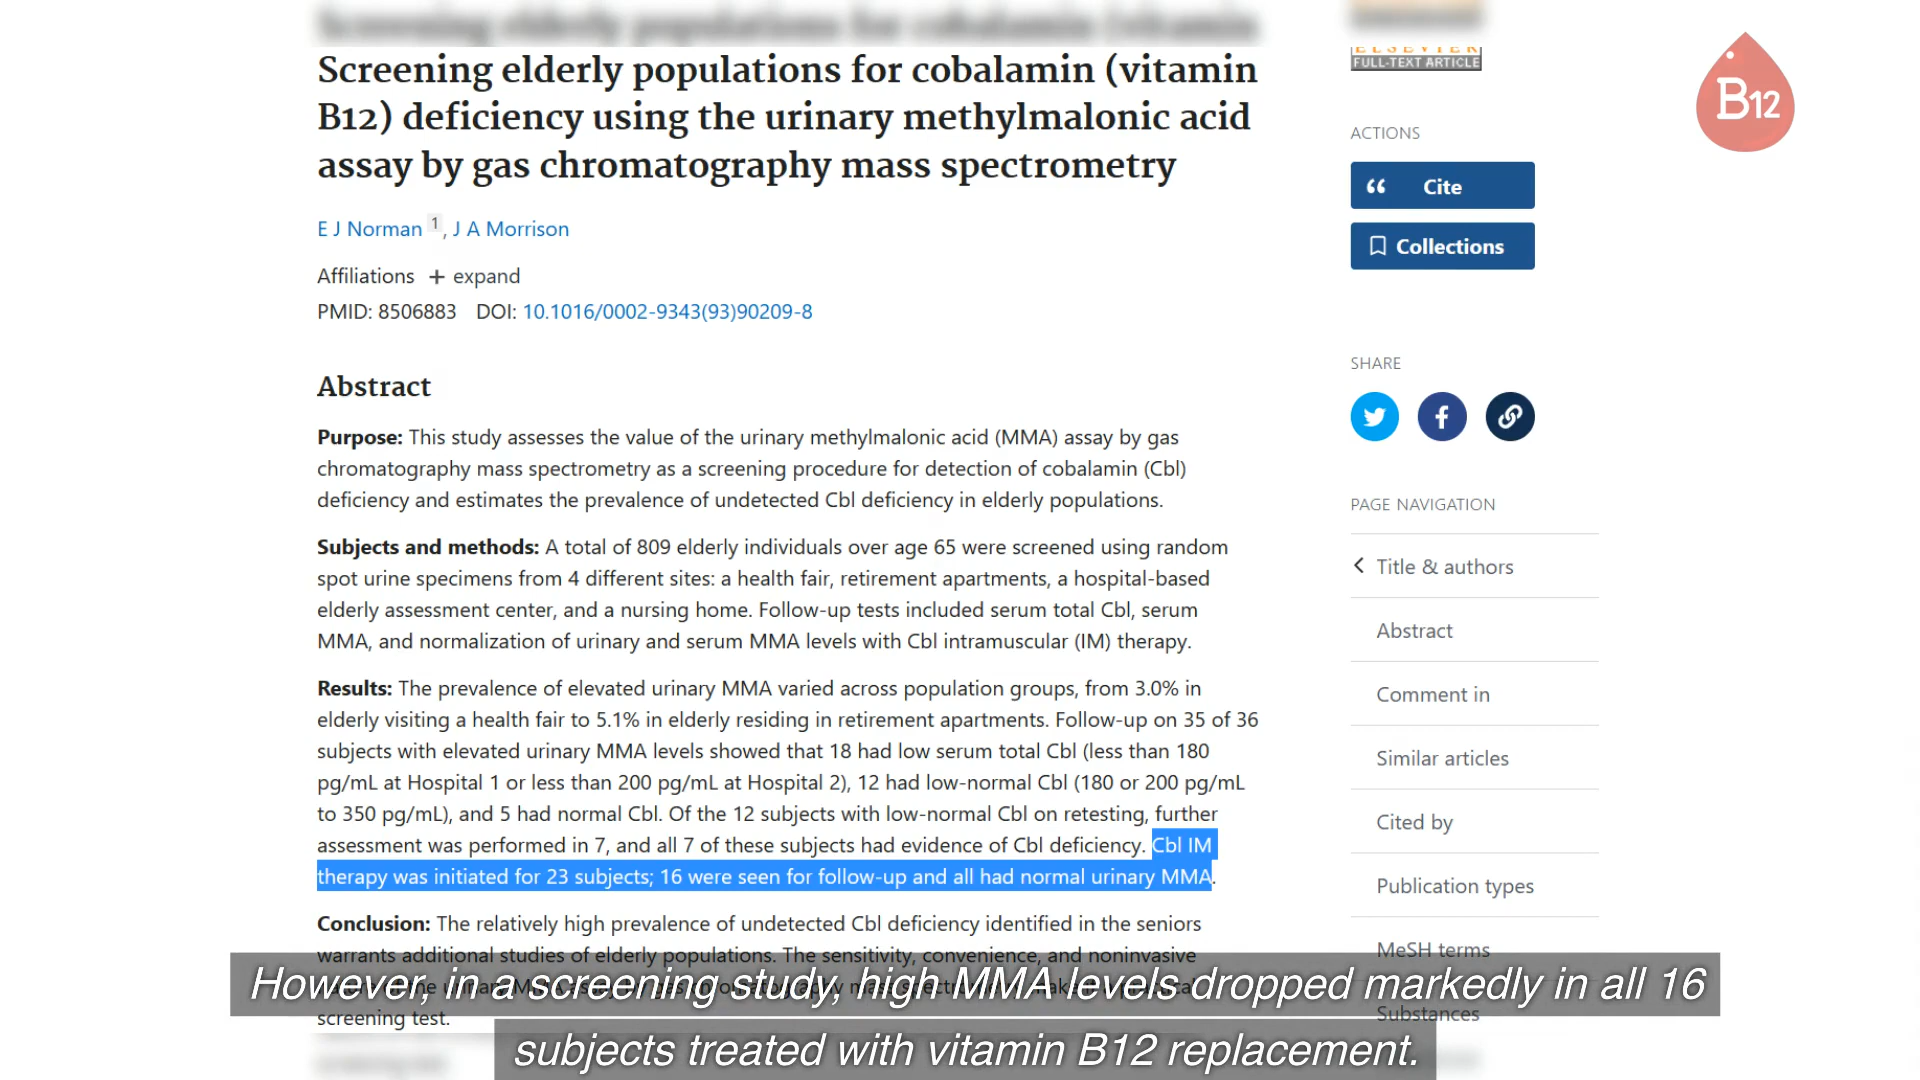 Screening elderly populations for cobalamin (vitamin
B12) deficiency using the urinary methylmalonic acid
assay by gas chromatography mass spectrometry
E J Norman 1, J A Morrison
Affiliations + expand
PMID: 8506883 DOI: 10.1016/0002-9343(93)90209-8
Abstract
Purpose: This study assesses the value of the urinary methylmalonic acid (MMA) assay by gas
chromatography mass spectrometry as a screening procedure for detection of cobalamin (Cbl)
deficiency and estimates the prevalence of undetected Cbl deficiency in elderly populations.
Subjects and methods: A total of 809 elderly individuals over age 65 were screened using random
spot urine specimens from 4 different sites: a health fair, retirement apartments, a hospital-based
elderly assessment center, and a nursing home. Follow-up tests included serum total Cbl, serum
MMA, and normalization of urinary and serum MMA levels with Cbl intramuscular (IM) therapy.
Results: The prevalence of elevated urinary MMA varied across population groups, from 3.0% in
elderly visiting a health fair to 5.1% in elderly residing in retirement apartments. Follow-up on 35 of 36
subjects with elevated urinary MMA levels showed that 18 had low serum total Cbl (less than 180
pg/mL at Hospital 1 or less than 200 pg/mL at Hospital 2), 12 had low-normal Cbl (180 or 200 pg/mL
to 350 pg/mL), and 5 had normal Cbl. Of the 12 subjects with low-normal Cbl on retesting, further
assessment was performed in 7, and all 7 of these subjects had evidence of Cbl deficiency. Cbl IM
therapy was initiated for 23 subjects; 16 were seen for follow-up and all had normal urinary MMA.
Conclusion: The relatively high prevalence of undetected Cbl deficiency identified in the seniors
warrants additional studies of elderly populations. The sensitivity, convenience, and noninvasive
screening test.
ELSEVIER
FULL-TEXT ARTICLE
ACTIONS
Cite
Collections
SHARE
PAGE NAVIGATION
Title & authors
Abstract
Comment in
Similar articles
Cited by
Publication types
MeSH terms
Substances
B12
However, in a screening study, high MMA levels dropped markedly in all 16
subjects treated with vitamin B12 replacement.